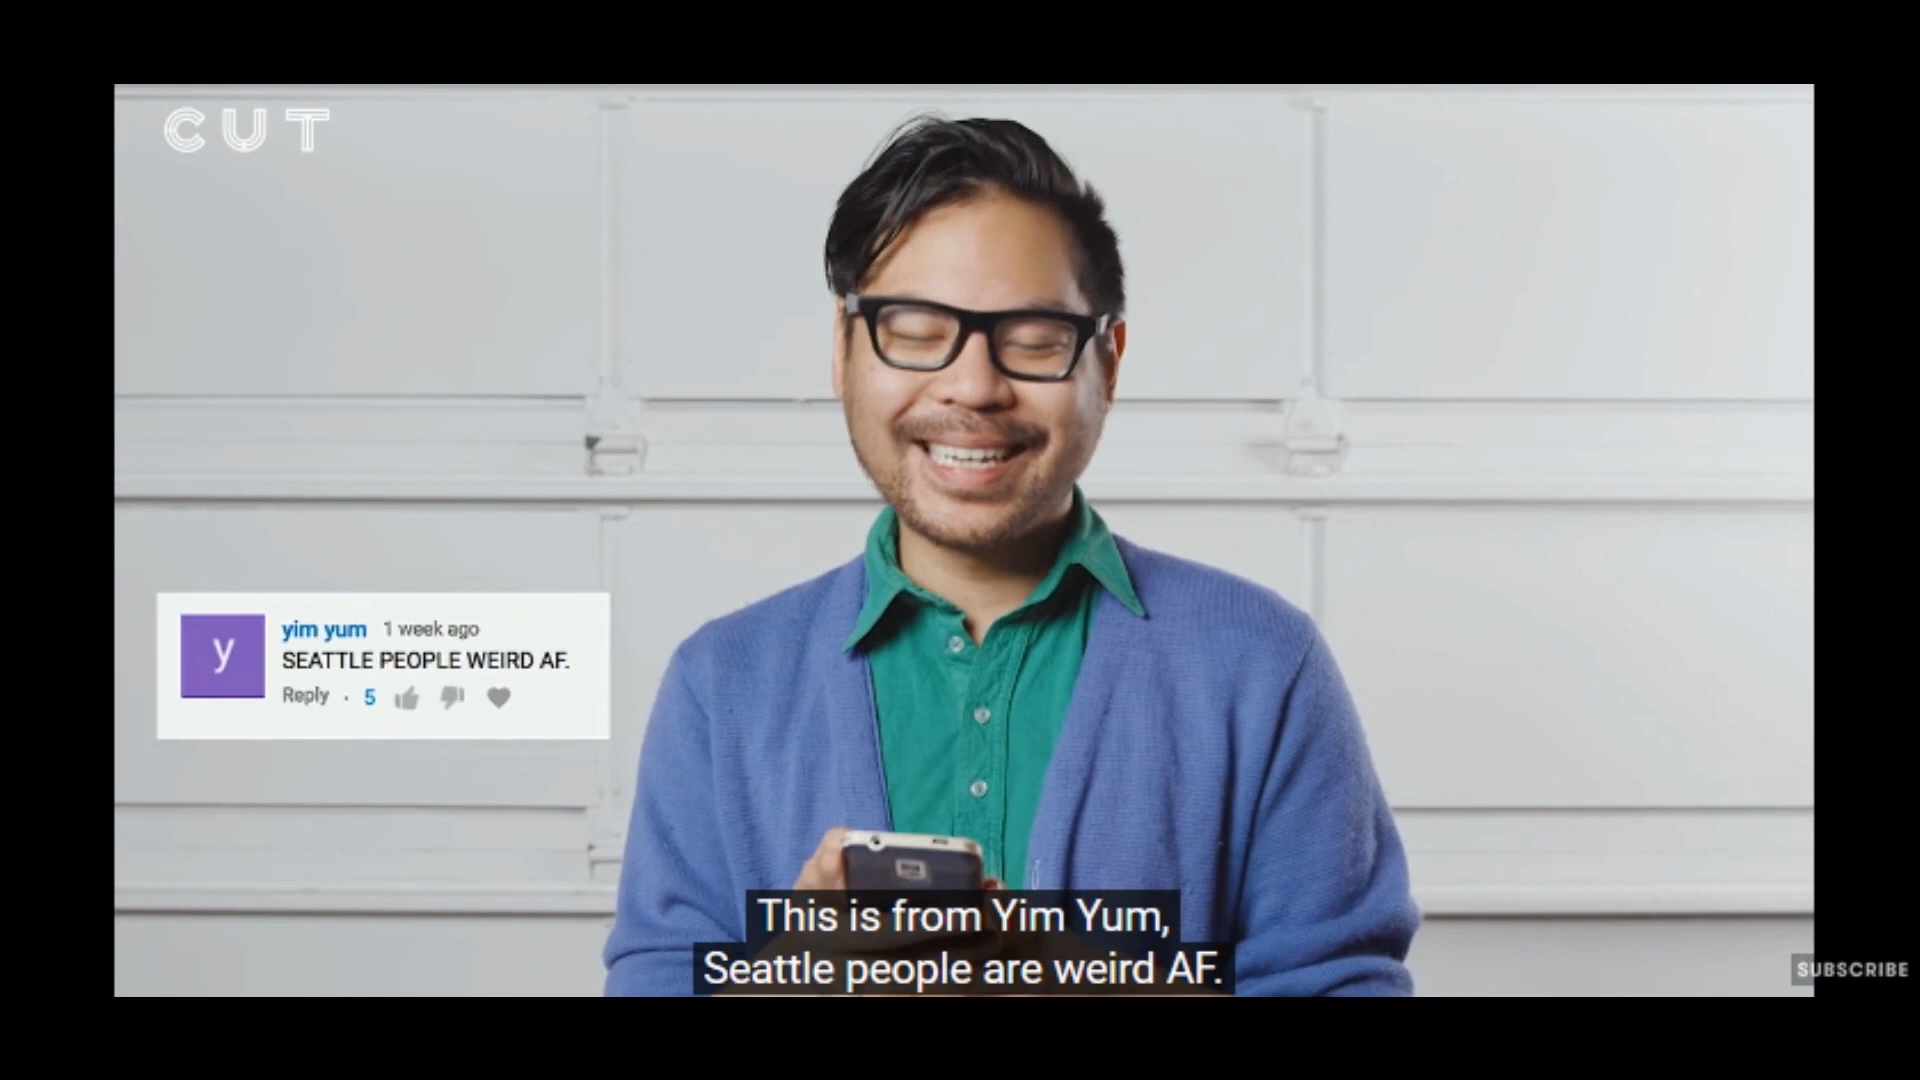 CUT
y
yim yum 1 week ago
SEATTLE PEOPLE WEIRD AF.
Reply · 5
This is from Yim Yum,
Seattle people are weird AF.
SUBSCRIBE